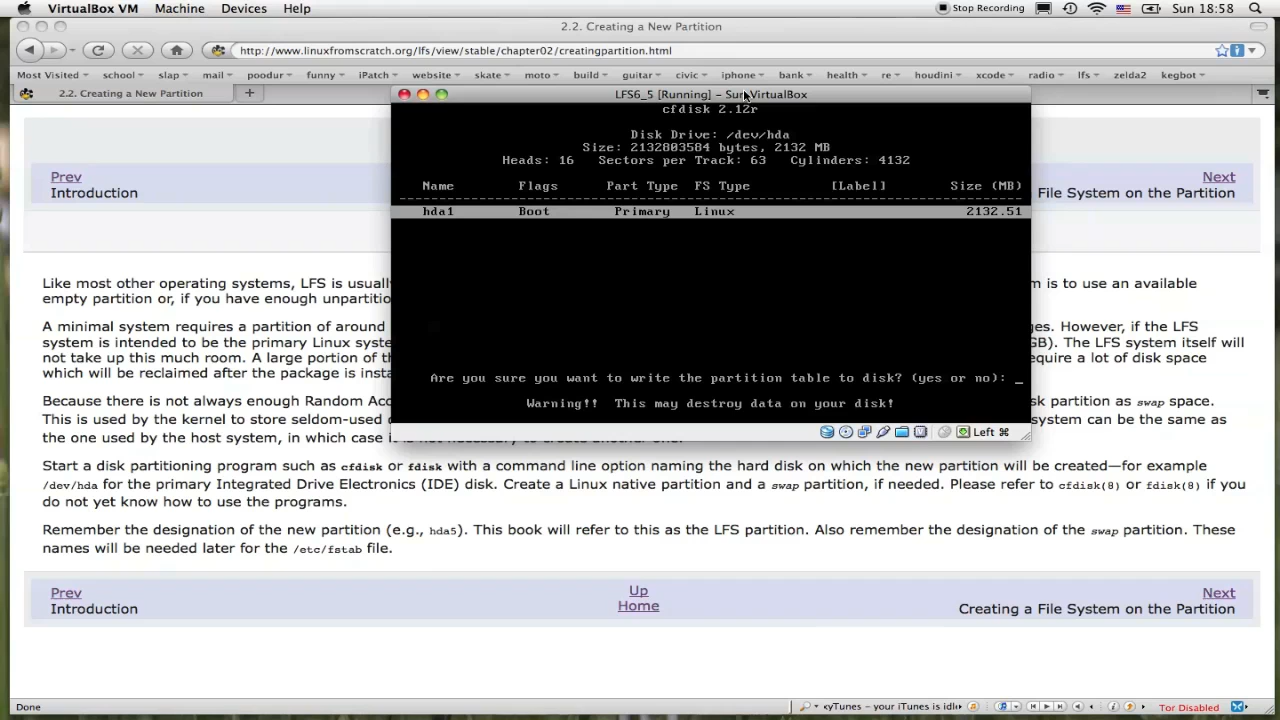 VirtualBox VM Machine Devices Help Stop Recording Sun 18:58
2.2. Creating a New Partition
http://www.linuxfromscratch.org/lfs/view/stable/chapter02/creatingpartition.html
Most Visited school slap mail poodur funny iPatch website skate moto build guitar civic iphone bank health re houdini xcode radio lfs zelda2 kegbot
2.2. Creating a New Partition
LFS6_5 [Running] – Sun VirtualBox
cfdisk 2.12r
Disk Drive: /dev/hda
Size: 2132803584 bytes, 2132 MB
Heads: 16 Sectors per Track: 63 Cylinders: 4132
Name Flags Part Type FS Type [Label] Size (MB)
hda1 Boot Primary Linux 2132.51
Are you sure you want to write the partition table to disk? (yes or no):
Warning!! This may destroy data on your disk!
Left ⌘
Prev Next
Introduction File System on the Partition
Like most other operating systems, LFS is usually m is to use an available
empty partition or, if you have enough unpartitio
A minimal system requires a partition of around ges. However, if the LFS
system is intended to be the primary Linux syste GB). The LFS system itself will
not take up this much room. A large portion of th equire a lot of disk space
which will be reclaimed after the package is insta
Because there is not always enough Random Acc sk partition as swap space.
This is used by the kernel to store seldom-used system can be the same as
the one used by the host system, in which case it is not necessary to create another one.
Start a disk partitioning program such as cfdisk or fdisk with a command line option naming the hard disk on which the new partition will be created—for example
/dev/hda for the primary Integrated Drive Electronics (IDE) disk. Create a Linux native partition and a swap partition, if needed. Please refer to cfdisk(8) or fdisk(8) if you
do not yet know how to use the programs.
Remember the designation of the new partition (e.g., hda5). This book will refer to this as the LFS partition. Also remember the designation of the swap partition. These
names will be needed later for the /etc/fstab file.
Prev Up Next
Introduction Home Creating a File System on the Partition
Done kyTunes - your iTunes is idle Tor Disabled